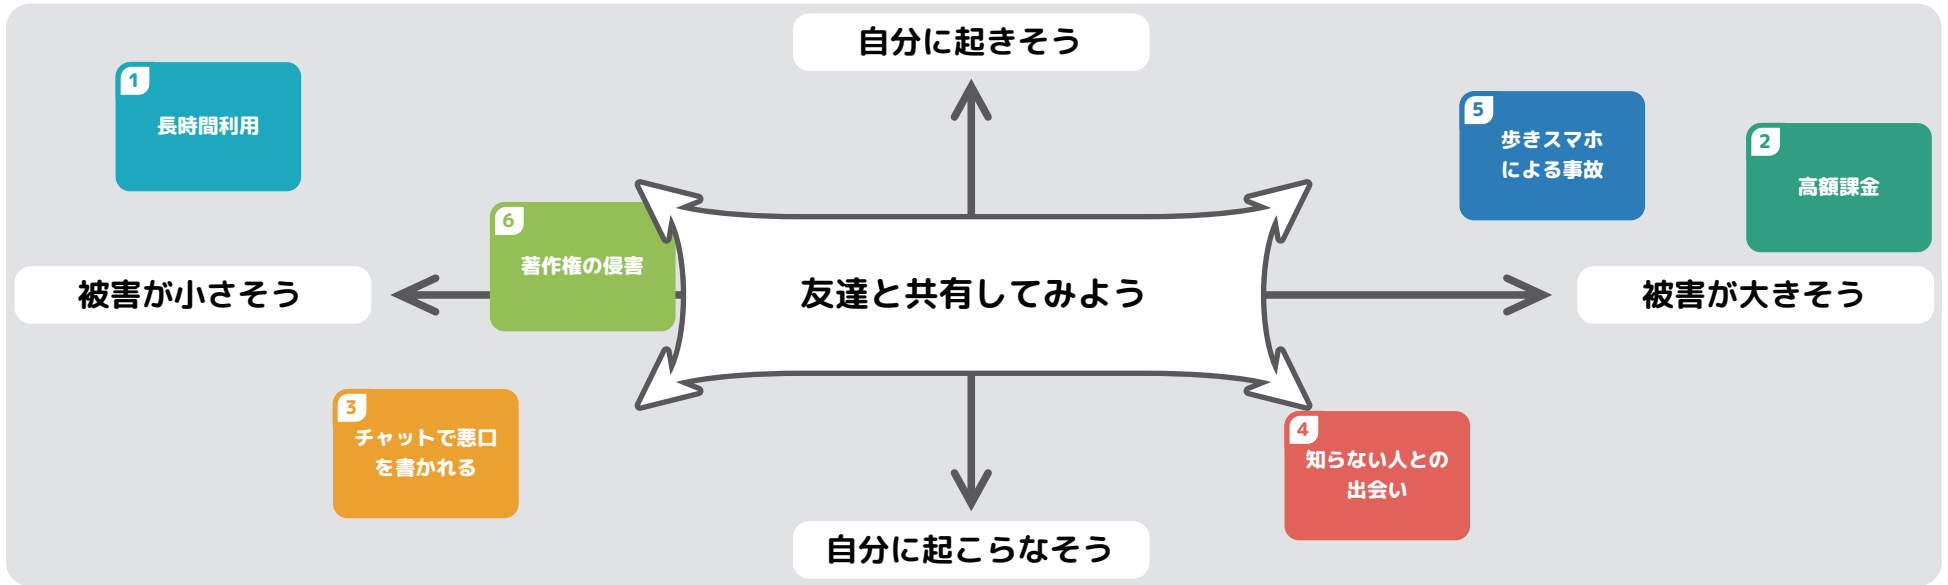 自分に起きそう
1
長時間利用
5
歩きスマホ
による事故
2
高額課金
6
著作権の侵害
被害が小さそう
友達と共有してみよう
被害が大きそう
3
チャットで悪口
を書かれる
4
知らない人との
出会い
自分に起こらなそう